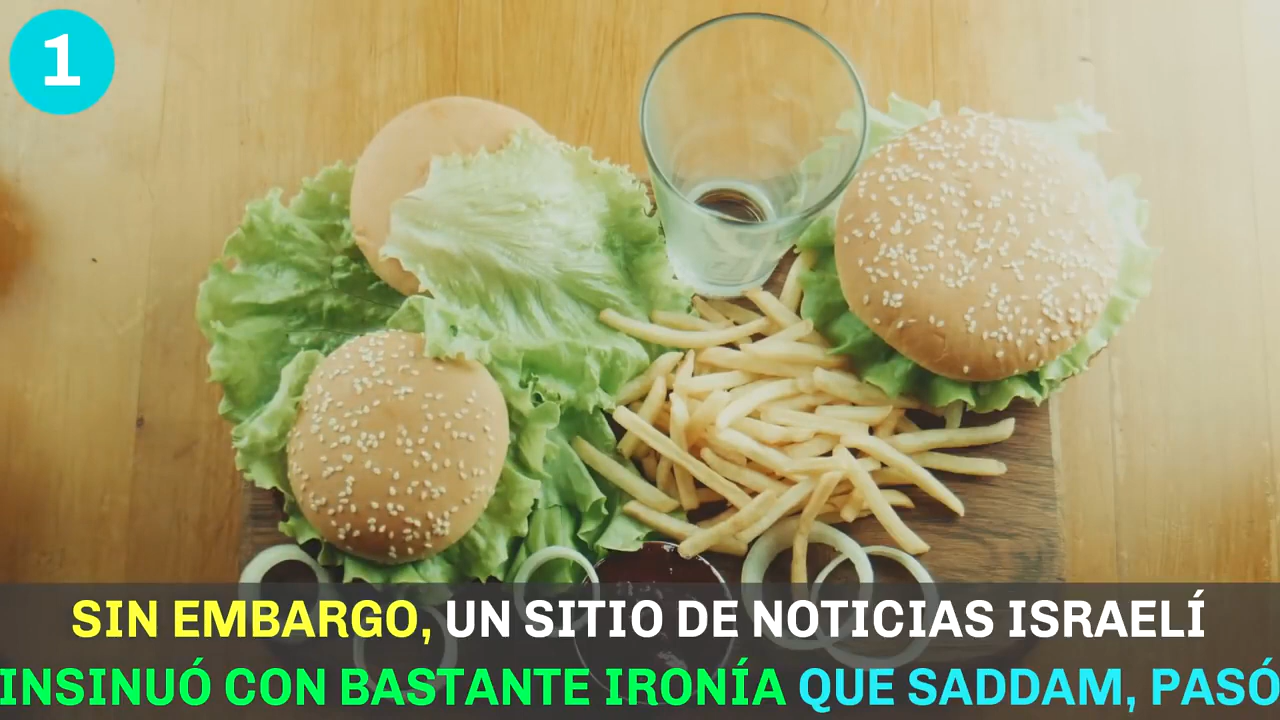 1
SIN EMBARGO, UN SITIO DE NOTICIAS ISRAELÍ
INSINUÓ CON BASTANTE IRONÍA QUE SADDAM, PASÓ